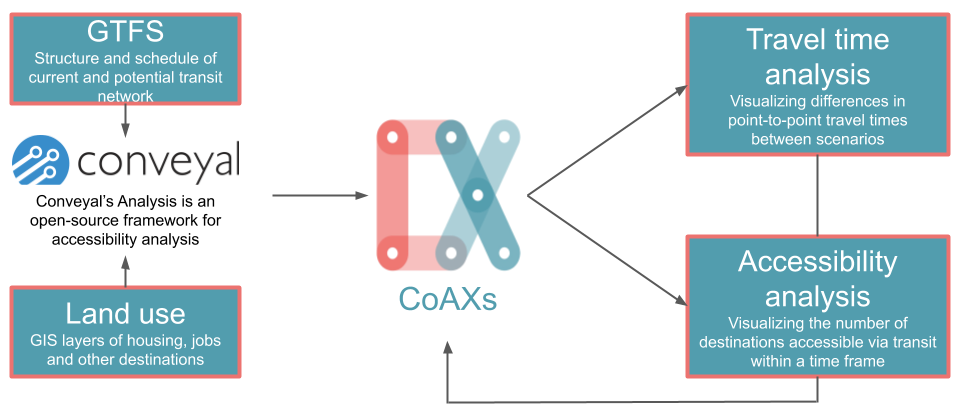 GTFS
Structure and schedule of
current and potential transit
network
conveyal
Conveyal's Analysis is an
open-source framework for
accessibility analysis
Land use
GIS layers of housing, jobs
and other destinations
CoAXs
Travel time
analysis
Visualizing differences in
point-to-point travel times
between scenarios
Accessibility
analysis
Visualizing the number of
destinations accessible via transit
within a time frame